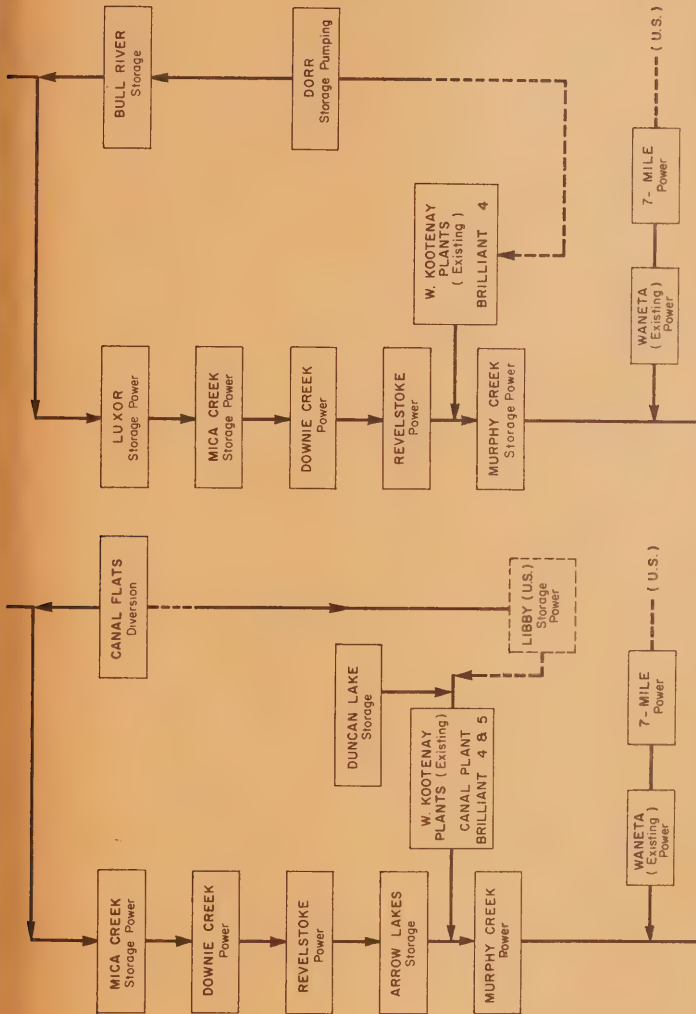 MICA CREEK
Storage Power
DOWNIE CREEK
Power
REVELSTOKE
Power
ARROW LAKES
Storage
MURPHY CREEK
Power
CANAL FLATS
Diversion
DUNCAN LAKE
Storage
W. KOOTENAY
PLANTS (Existing)
CANAL PLANT
BRILLIANT 4 & 5
LIBBY (U.S.)
Storage
Power
WANETA
(Existing)
Power
7-MILE
Power
(U.S.)
LUXOR
Storage Power
MICA CREEK
Storage Power
DOWNIE CREEK
Power
REVELSTOKE
Power
MURPHY CREEK
Storage Power
BULL RIVER
Storage
DORR
Storage Pumping
W. KOOTENAY
PLANTS
(Existing)
BRILLIANT 4
WANETA
(Existing)
Power
7-MILE
Power
(U.S.)